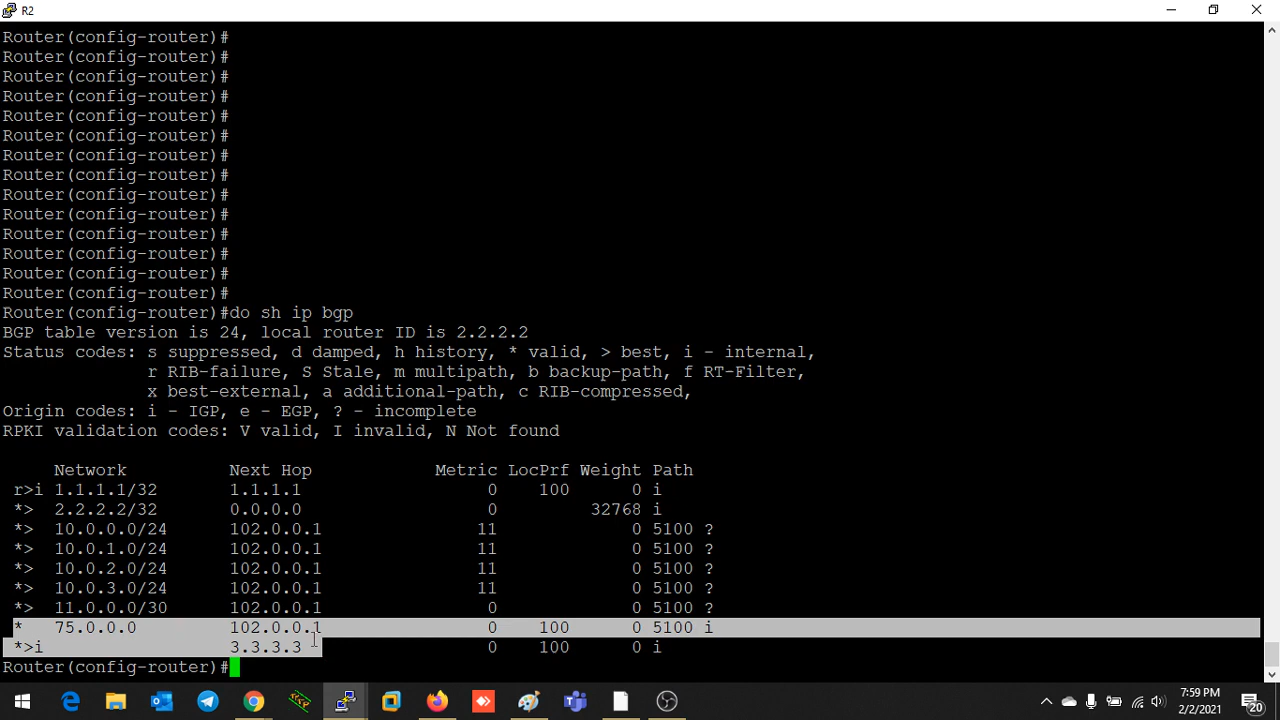 R2
Router(config-router)#
Router(config-router)#
Router(config-router)#
Router(config-router)#
Router(config-router)#
Router(config-router)#
Router(config-router)#
Router(config-router)#
Router(config-router)#
Router(config-router)#
Router(config-router)#
Router(config-router)#
Router(config-router)#
Router(config-router)#
Router(config-router)#do sh ip bgp
BGP table version is 24, local router ID is 2.2.2.2
Status codes: s suppressed, d damped, h history, * valid, > best, i - internal,
r RIB-failure, S Stale, m multipath, b backup-path, f RT-Filter,
x best-external, a additional-path, c RIB-compressed,
Origin codes: i - IGP, e - EGP, ? - incomplete
RPKI validation codes: V valid, I invalid, N Not found
Network Next Hop Metric LocPrf Weight Path
r>i 1.1.1.1/32 1.1.1.1 0 100 0 i
*> 2.2.2.2/32 0.0.0.0 0 32768 i
*> 10.0.0.0/24 102.0.0.1 11 0 5100 ?
*> 10.0.1.0/24 102.0.0.1 11 0 5100 ?
*> 10.0.2.0/24 102.0.0.1 11 0 5100 ?
*> 10.0.3.0/24 102.0.0.1 11 0 5100 ?
*> 11.0.0.0/30 102.0.0.1 0 0 5100 ?
* 75.0.0.0 102.0.0.1 0 100 0 5100 i
*>i 3.3.3.3 0 100 0 i
Router(config-router)#
7:59 PM
2/2/2021
20